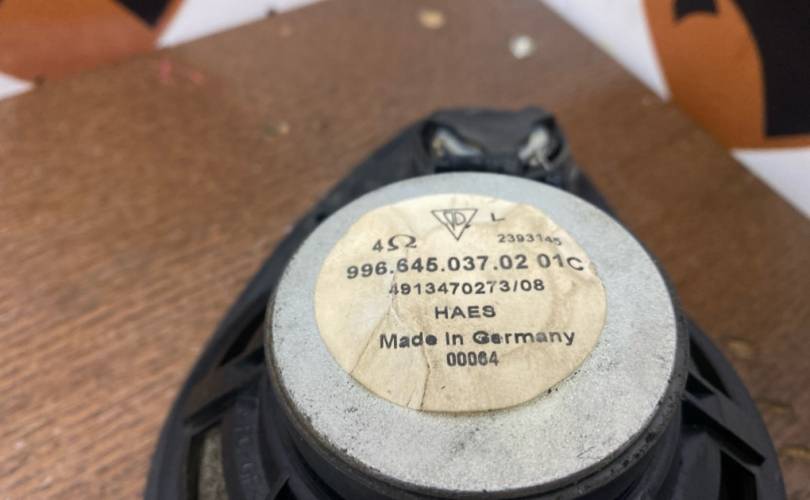 L
4Ω 2393145
996.645.037.02 01C
4913470273/08
HAES
Made in Germany
00064